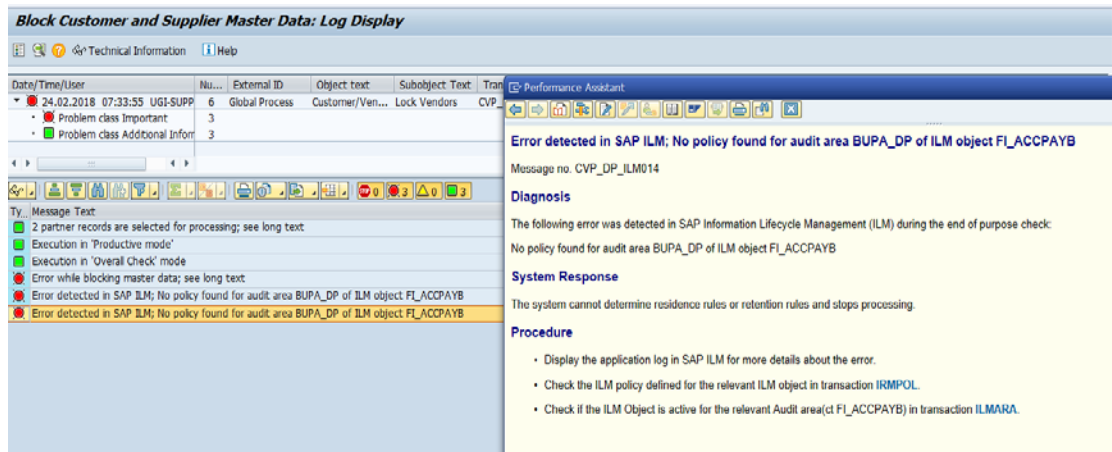 Block Customer and Supplier Master Data: Log Display
Technical Information Help
Date/Time/User Nu... External ID Object text Subobject Text Tran
24.02.2018 07:33:55 UGI-SUPP 6 Global Process Customer/Ven... Lock Vendors CVP_
Problem class Important 3
Problem class Additional Inforr 3
0 3 0 3
Ty... Message Text
2 partner records are selected for processing; see long text
Execution in 'Productive mode'
Execution in 'Overall Check' mode
Error while blocking master data; see long text
Error detected in SAP ILM; No policy found for audit area BUPA_DP of ILM object FI_ACCPAYB
Error detected in SAP ILM; No policy found for audit area BUPA_DP of ILM object FI_ACCPAYB
Performance Assistant
Error detected in SAP ILM; No policy found for audit area BUPA_DP of ILM object FI_ACCPAYB
Message no. CVP_DP_ILM014
Diagnosis
The following error was detected in SAP Information Lifecycle Management (ILM) during the end of purpose check:
No policy found for audit area BUPA_DP of ILM object FI_ACCPAYB
System Response
The system cannot determine residence rules or retention rules and stops processing.
Procedure
• Display the application log in SAP ILM for more details about the error.
• Check the ILM policy defined for the relevant ILM object in transaction IRMPOL.
• Check if the ILM Object is active for the relevant Audit area(ct FI_ACCPAYB) in transaction ILMARA.